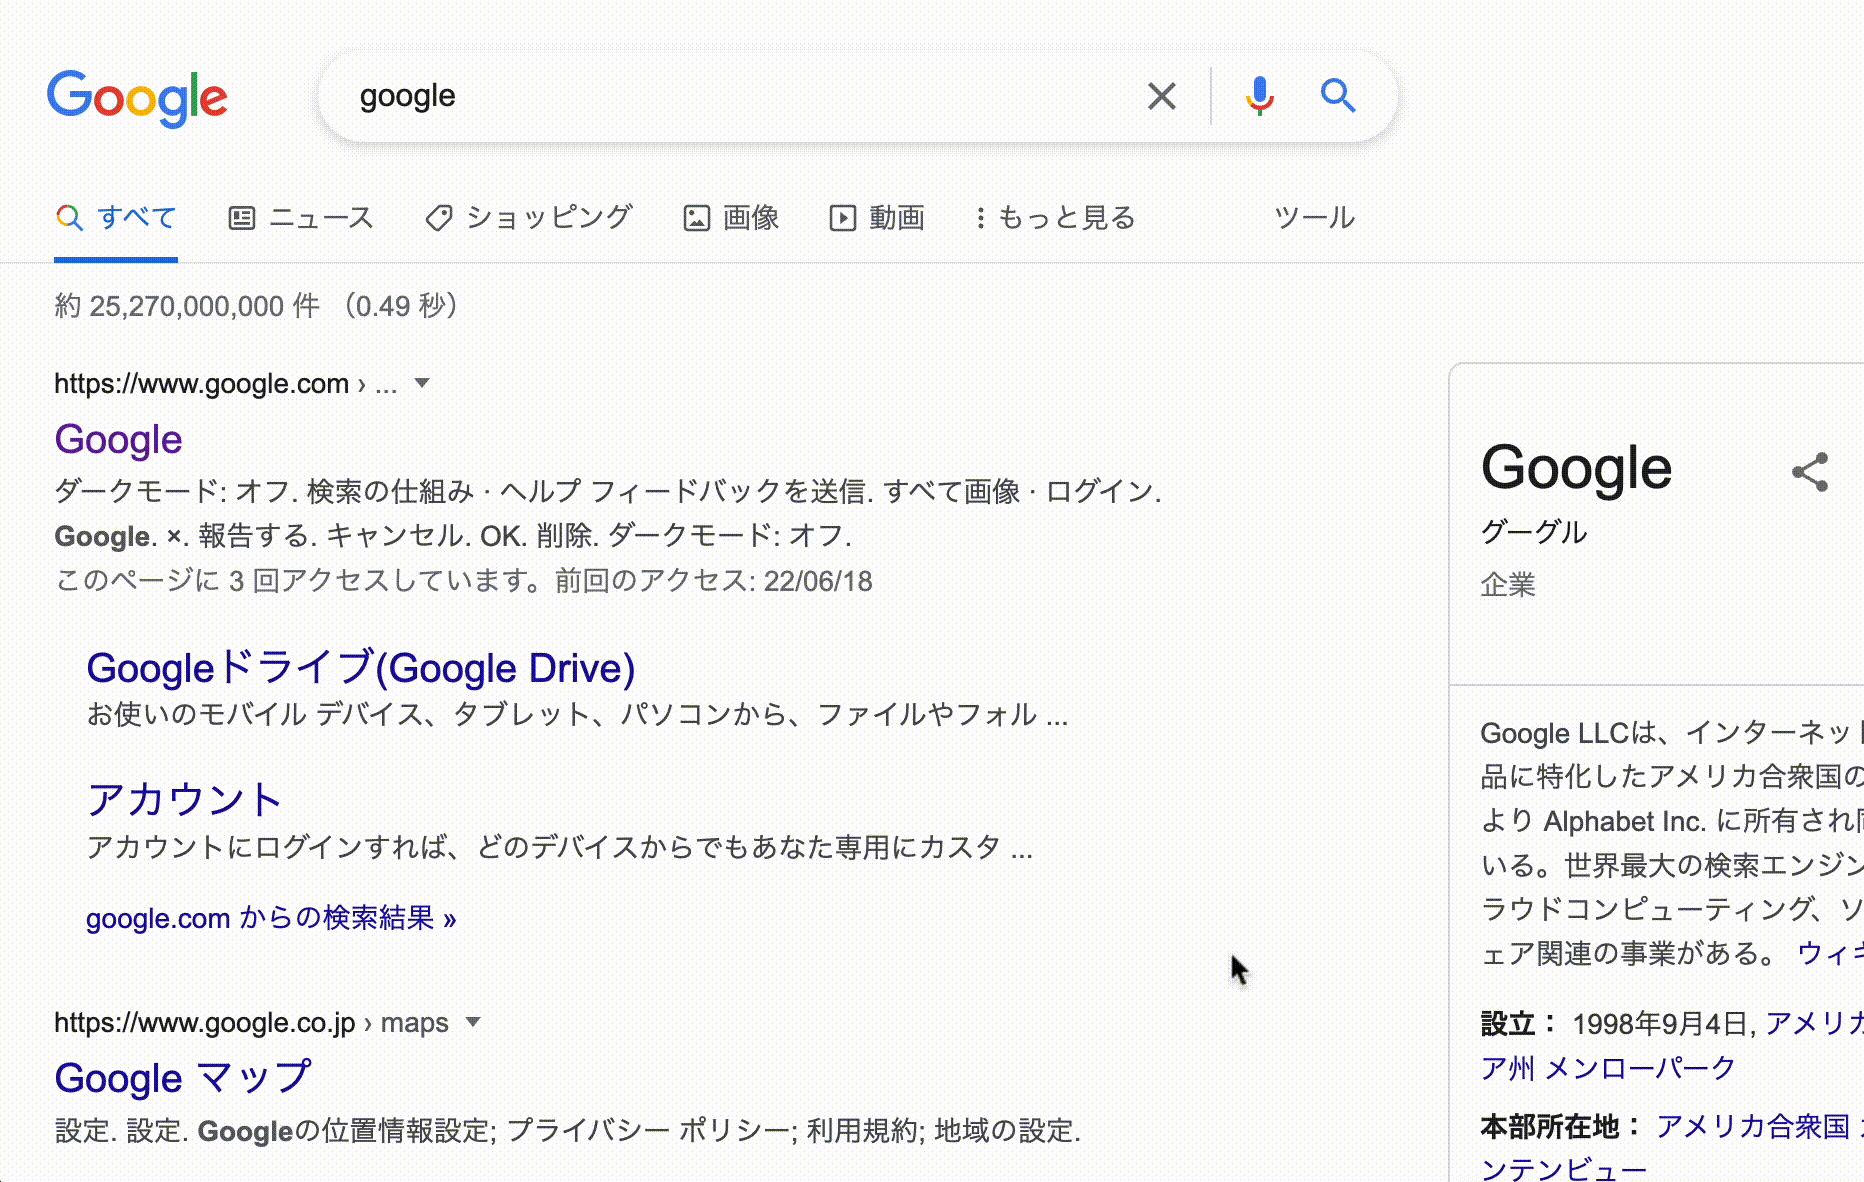 Google
google
すべて
ニュース
ショッピング
画像
動画
もっと見る
ツール
約 25,270,000,000 件 （0.49 秒）
https://www.google.com › ...
Google
ダークモード: オフ. 検索の仕組み · ヘルプ フィードバックを送信. すべて画像 · ログイン.
Google. ×. 報告する. キャンセル. OK. 削除. ダークモード: オフ.
このページに 3 回アクセスしています。前回のアクセス: 22/06/18
Googleドライブ(Google Drive)
お使いのモバイル デバイス、タブレット、パソコンから、ファイルやフォル ...
アカウント
アカウントにログインすれば、どのデバイスからでもあなた専用にカスタ ...
google.com からの検索結果 »
https://www.google.co.jp › maps
Google マップ
設定. 設定. Googleの位置情報設定; プライバシー ポリシー; 利用規約; 地域の設定.
Google
グーグル
企業
Google LLCは、インターネット
品に特化したアメリカ合衆国の
より Alphabet Inc. に所有され同
いる。世界最大の検索エンジン
ラウドコンピューティング、ソ
ェア関連の事業がある。 ウィキ
設立： 1998年9月4日, アメリカ
ア州 メンローパーク
本部所在地： アメリカ合衆国
ンテンビュー